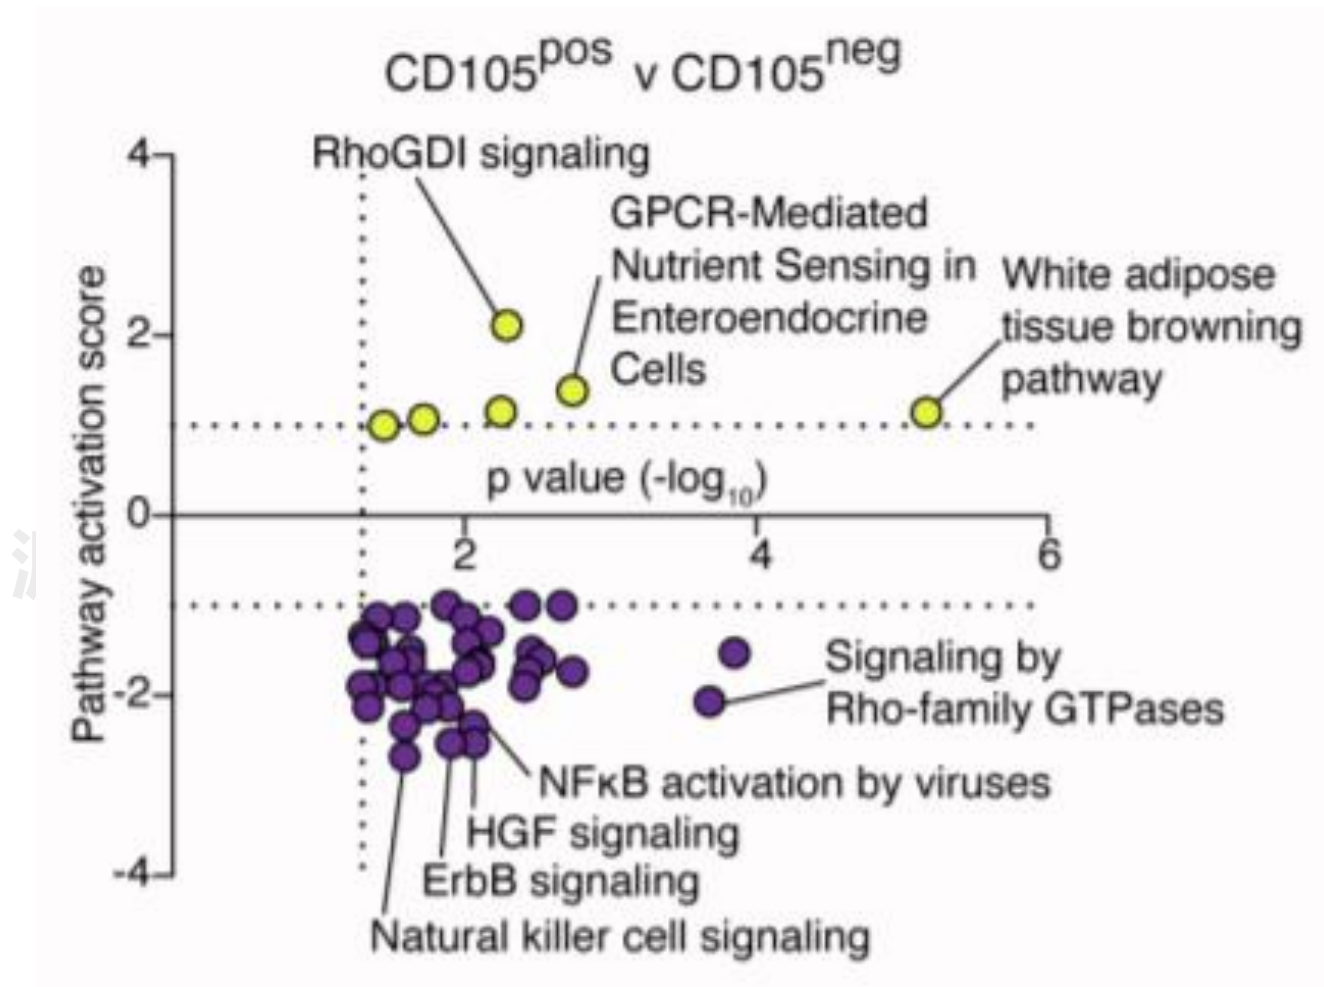 CD105pos v CD105neg
4
RhoGDI signaling
GPCR-Mediated
Nutrient Sensing in
Enteroendocrine
Cells
White adipose
tissue browning
pathway
2
Pathway activation score
p value (-log10)
0
2
4
6
Signaling by
Rho-family GTPases
-2
NFκB activation by viruses
HGF signaling
ErbB signaling
-4
Natural killer cell signaling